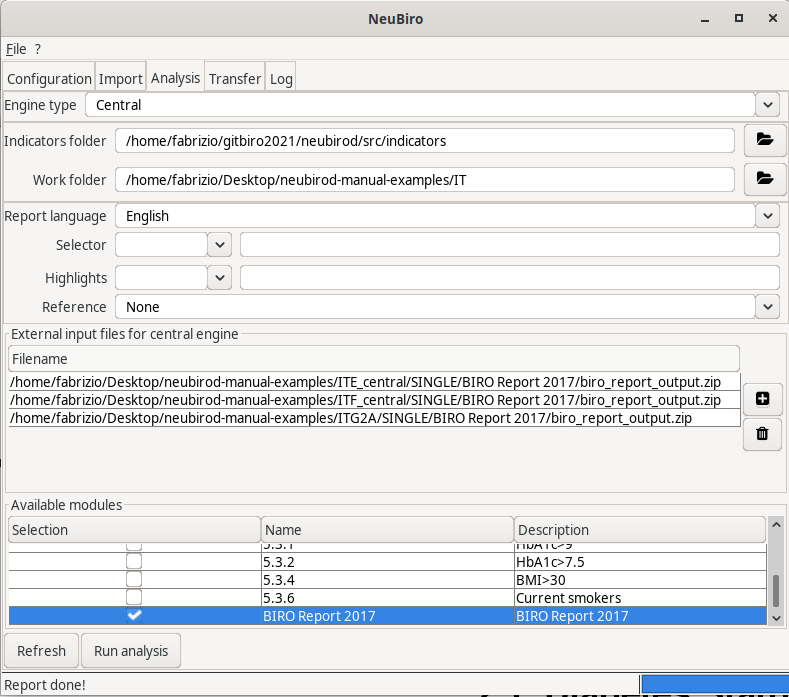 NeuBiro
File ?
Configuration Import Analysis Transfer Log
Engine type Central
Indicators folder /home/fabrizio/gitbiro2021/neubirod/src/indicators
Work folder /home/fabrizio/Desktop/neubirod-manual-examples/IT
Report language English
Selector
Highlights
Reference None
External input files for central engine
Filename
/home/fabrizio/Desktop/neubirod-manual-examples/ITE_central/SINGLE/BIRO Report 2017/biro_report_output.zip
/home/fabrizio/Desktop/neubirod-manual-examples/ITF_central/SINGLE/BIRO Report 2017/biro_report_output.zip
/home/fabrizio/Desktop/neubirod-manual-examples/ITG2A/SINGLE/BIRO Report 2017/biro_report_output.zip
Available modules
Selection Name Description
5.3.1 HbA1c>9
5.3.2 HbA1c>7.5
5.3.4 BMI>30
5.3.6 Current smokers
BIRO Report 2017 BIRO Report 2017
Refresh Run analysis
Report done!